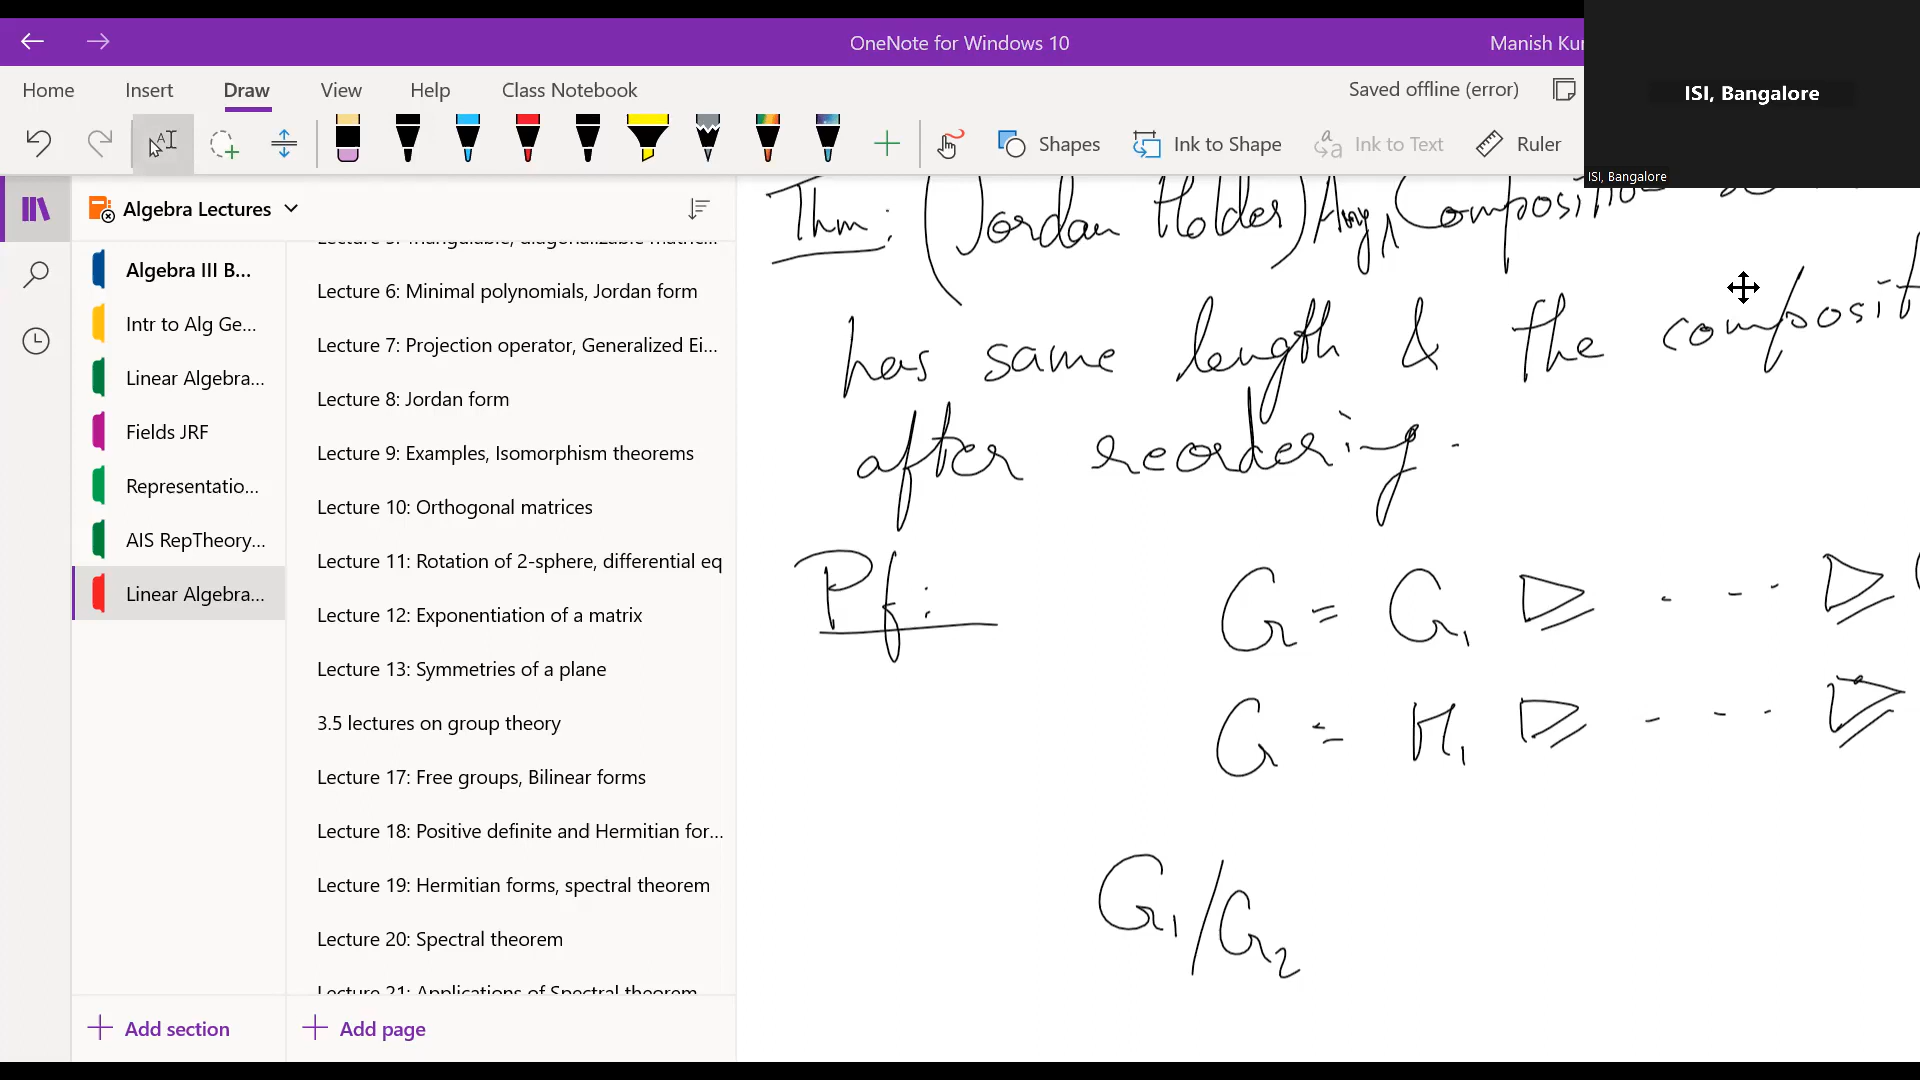 OneNote for Windows 10
Manish Kur
ISI, Bangalore
Home Insert Draw View Help Class Notebook
Saved offline (error)
Shapes Ink to Shape Ink to Text Ruler
ISI, Bangalore
Algebra Lectures
Algebra III B...
Intr to Alg Ge...
Linear Algebra...
Fields JRF
Representatio...
AIS RepTheory...
Linear Algebra...
Add section
Lecture 6: Minimal polynomials, Jordan form
Lecture 7: Projection operator, Generalized Ei...
Lecture 8: Jordan form
Lecture 9: Examples, Isomorphism theorems
Lecture 10: Orthogonal matrices
Lecture 11: Rotation of 2-sphere, differential eq
Lecture 12: Exponentiation of a matrix
Lecture 13: Symmetries of a plane
3.5 lectures on group theory
Lecture 17: Free groups, Bilinear forms
Lecture 18: Positive definite and Hermitian for...
Lecture 19: Hermitian forms, spectral theorem
Lecture 20: Spectral theorem
Lecture 21: Applications of Spectral theorem
Add page
Thm: (Jordan Holder) Any Composition
has same length & the composit
after reordering.
Pf: G = G₁ ⊵ - - - ⊵
G = H₁ ⊵ - - - ⊵
G₁/G₂